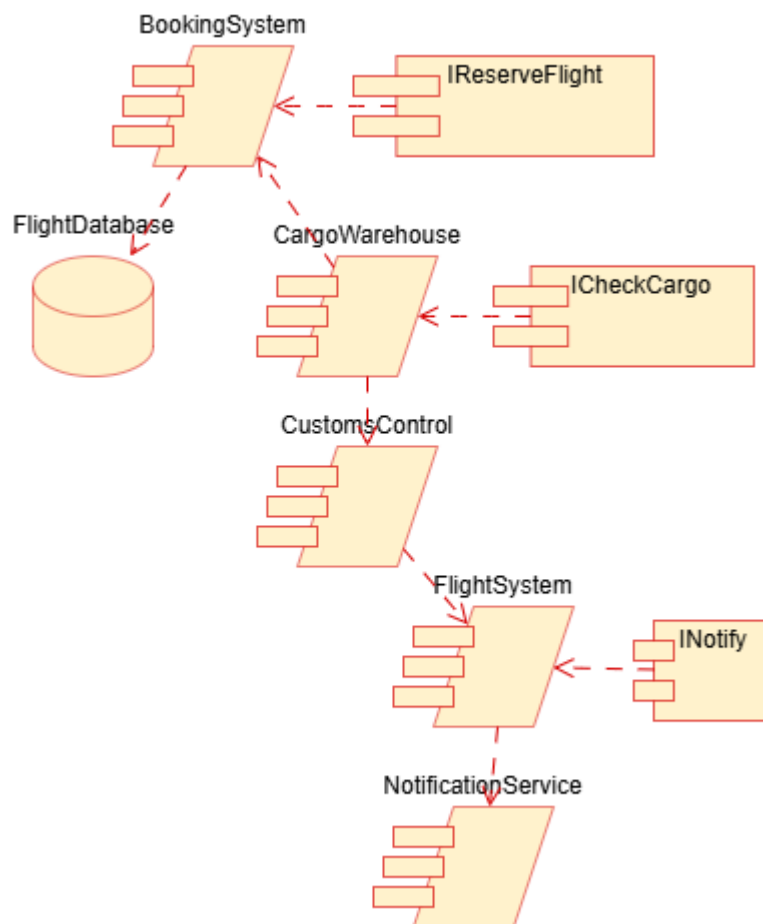 BookingSystem
IReserveFlight
FlightDatabase
CargoWarehouse
ICheckCargo
CustomsControl
FlightSystem
INotify
NotificationService